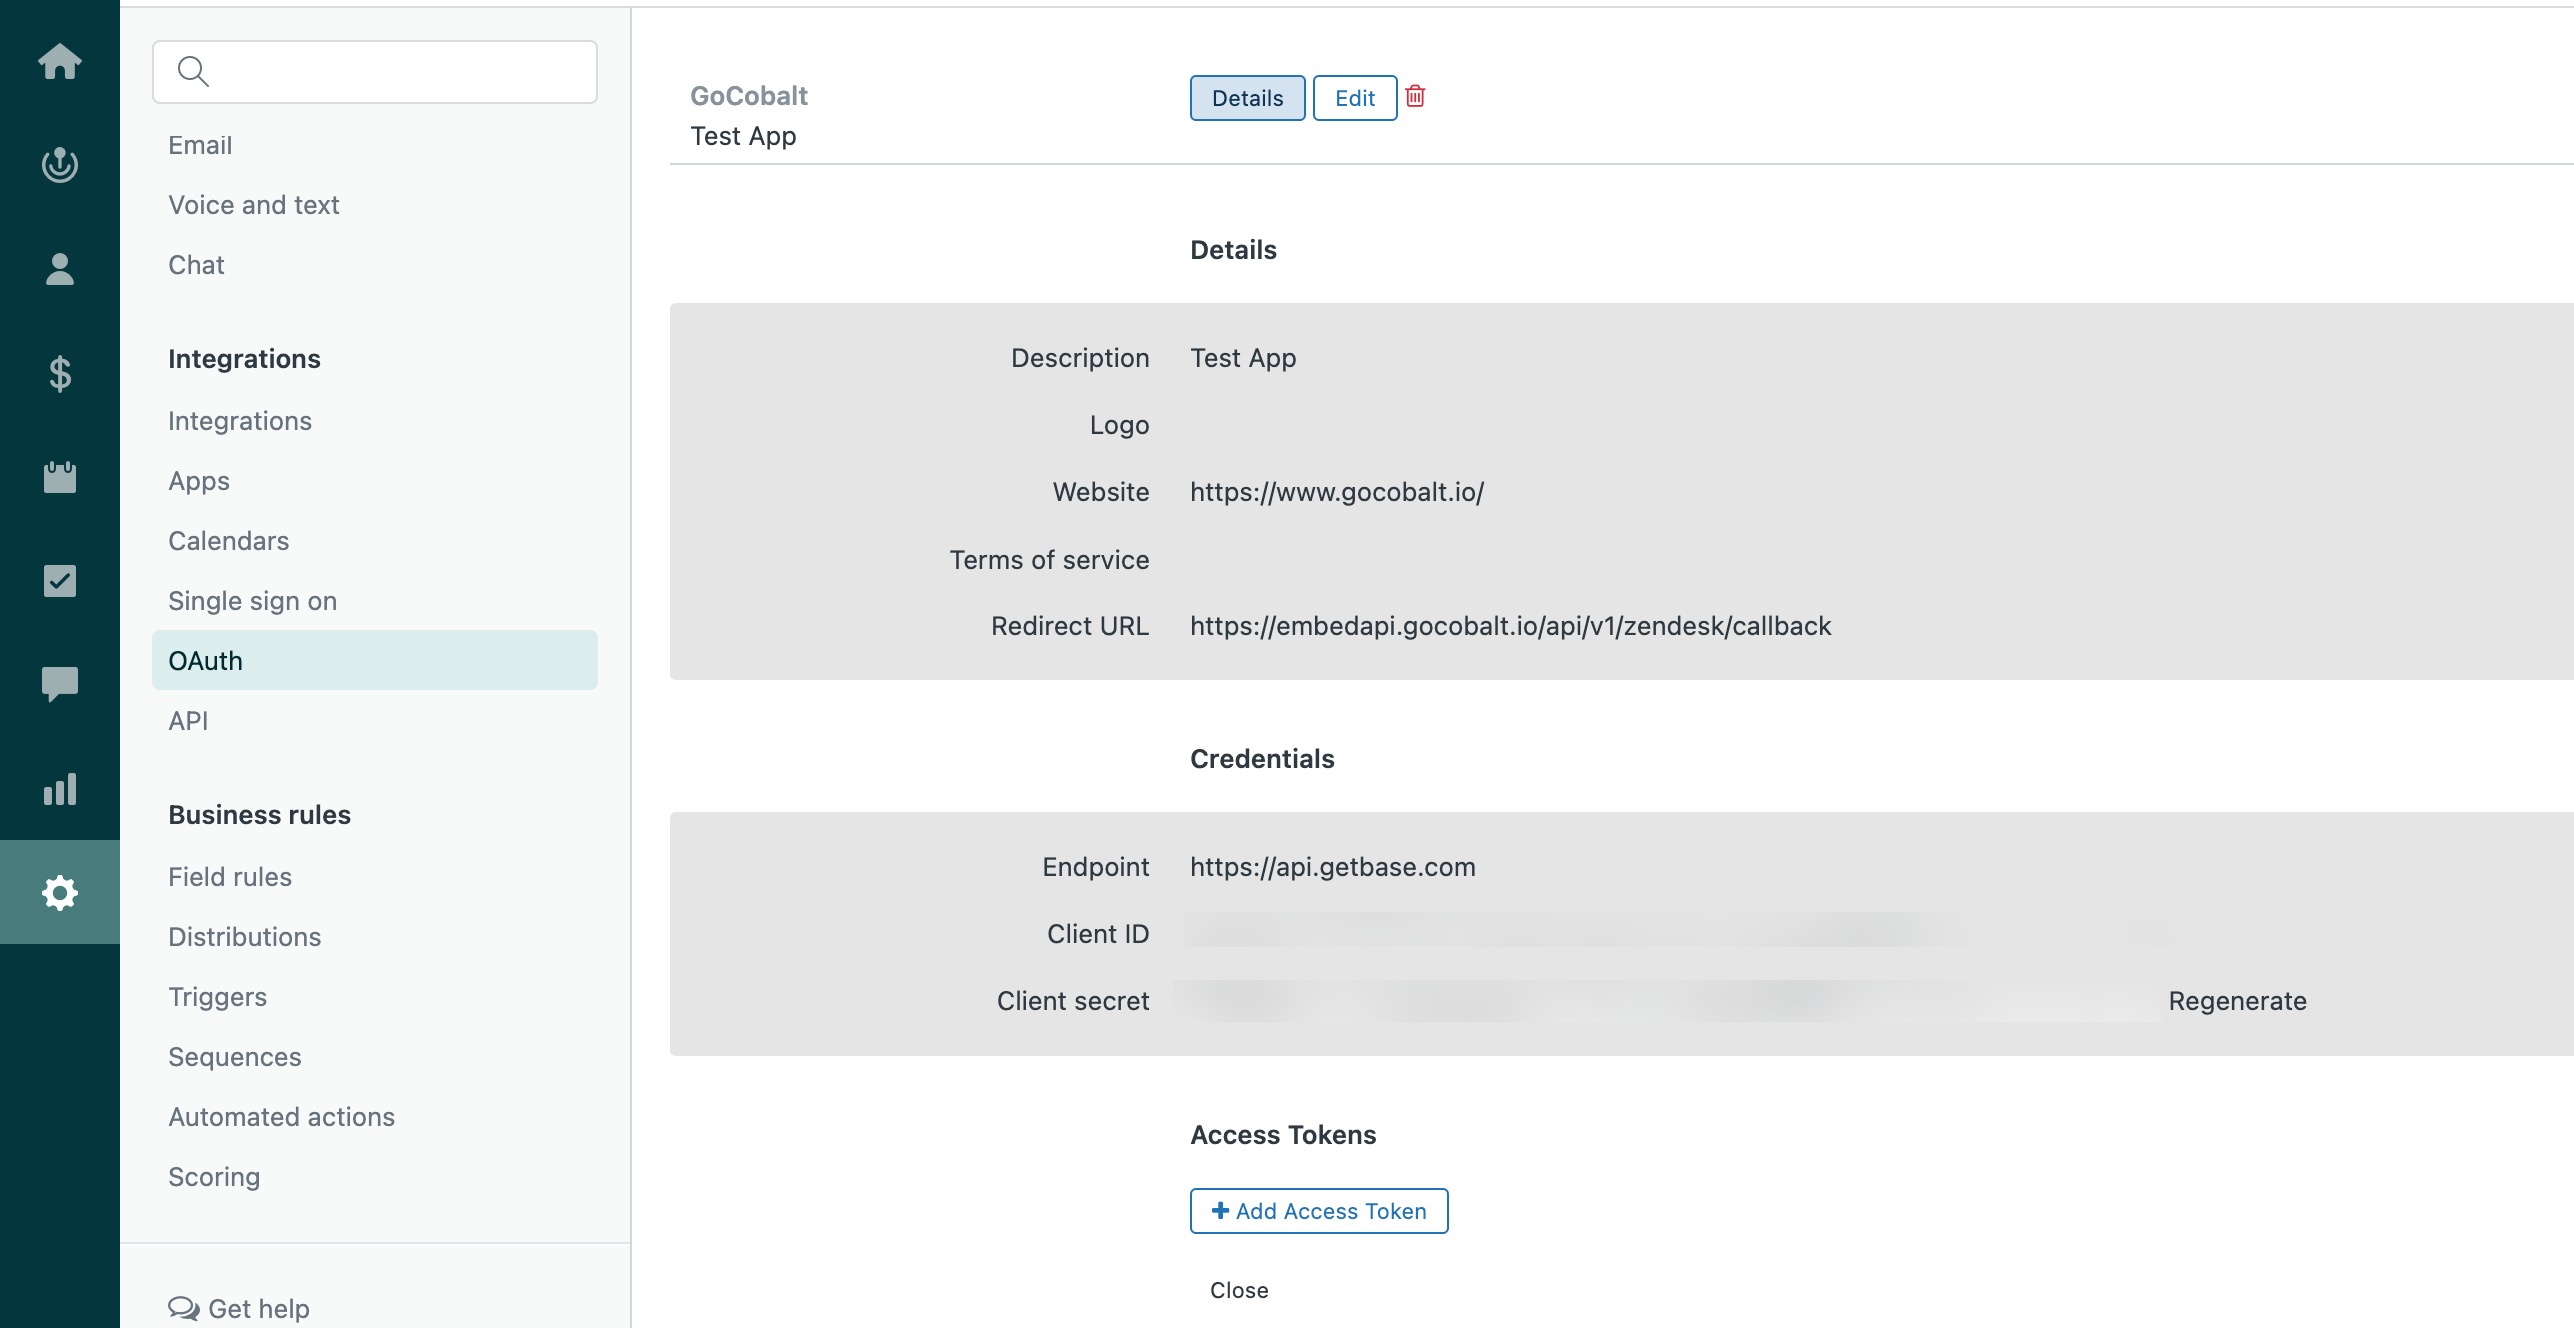 Email
Voice and text
Chat
Integrations
Integrations
Apps
Calendars
Single sign on
OAuth
API
Business rules
Field rules
Distributions
Triggers
Sequences
Automated actions
Scoring
Get help
GoCobalt
Test App
Details Edit
Details
Description Test App
Logo
Website https://www.gocobalt.io/
Terms of service
Redirect URL https://embedapi.gocobalt.io/api/v1/zendesk/callback
Credentials
Endpoint https://api.getbase.com
Client ID
Client secret Regenerate
Access Tokens
Add Access Token
Close